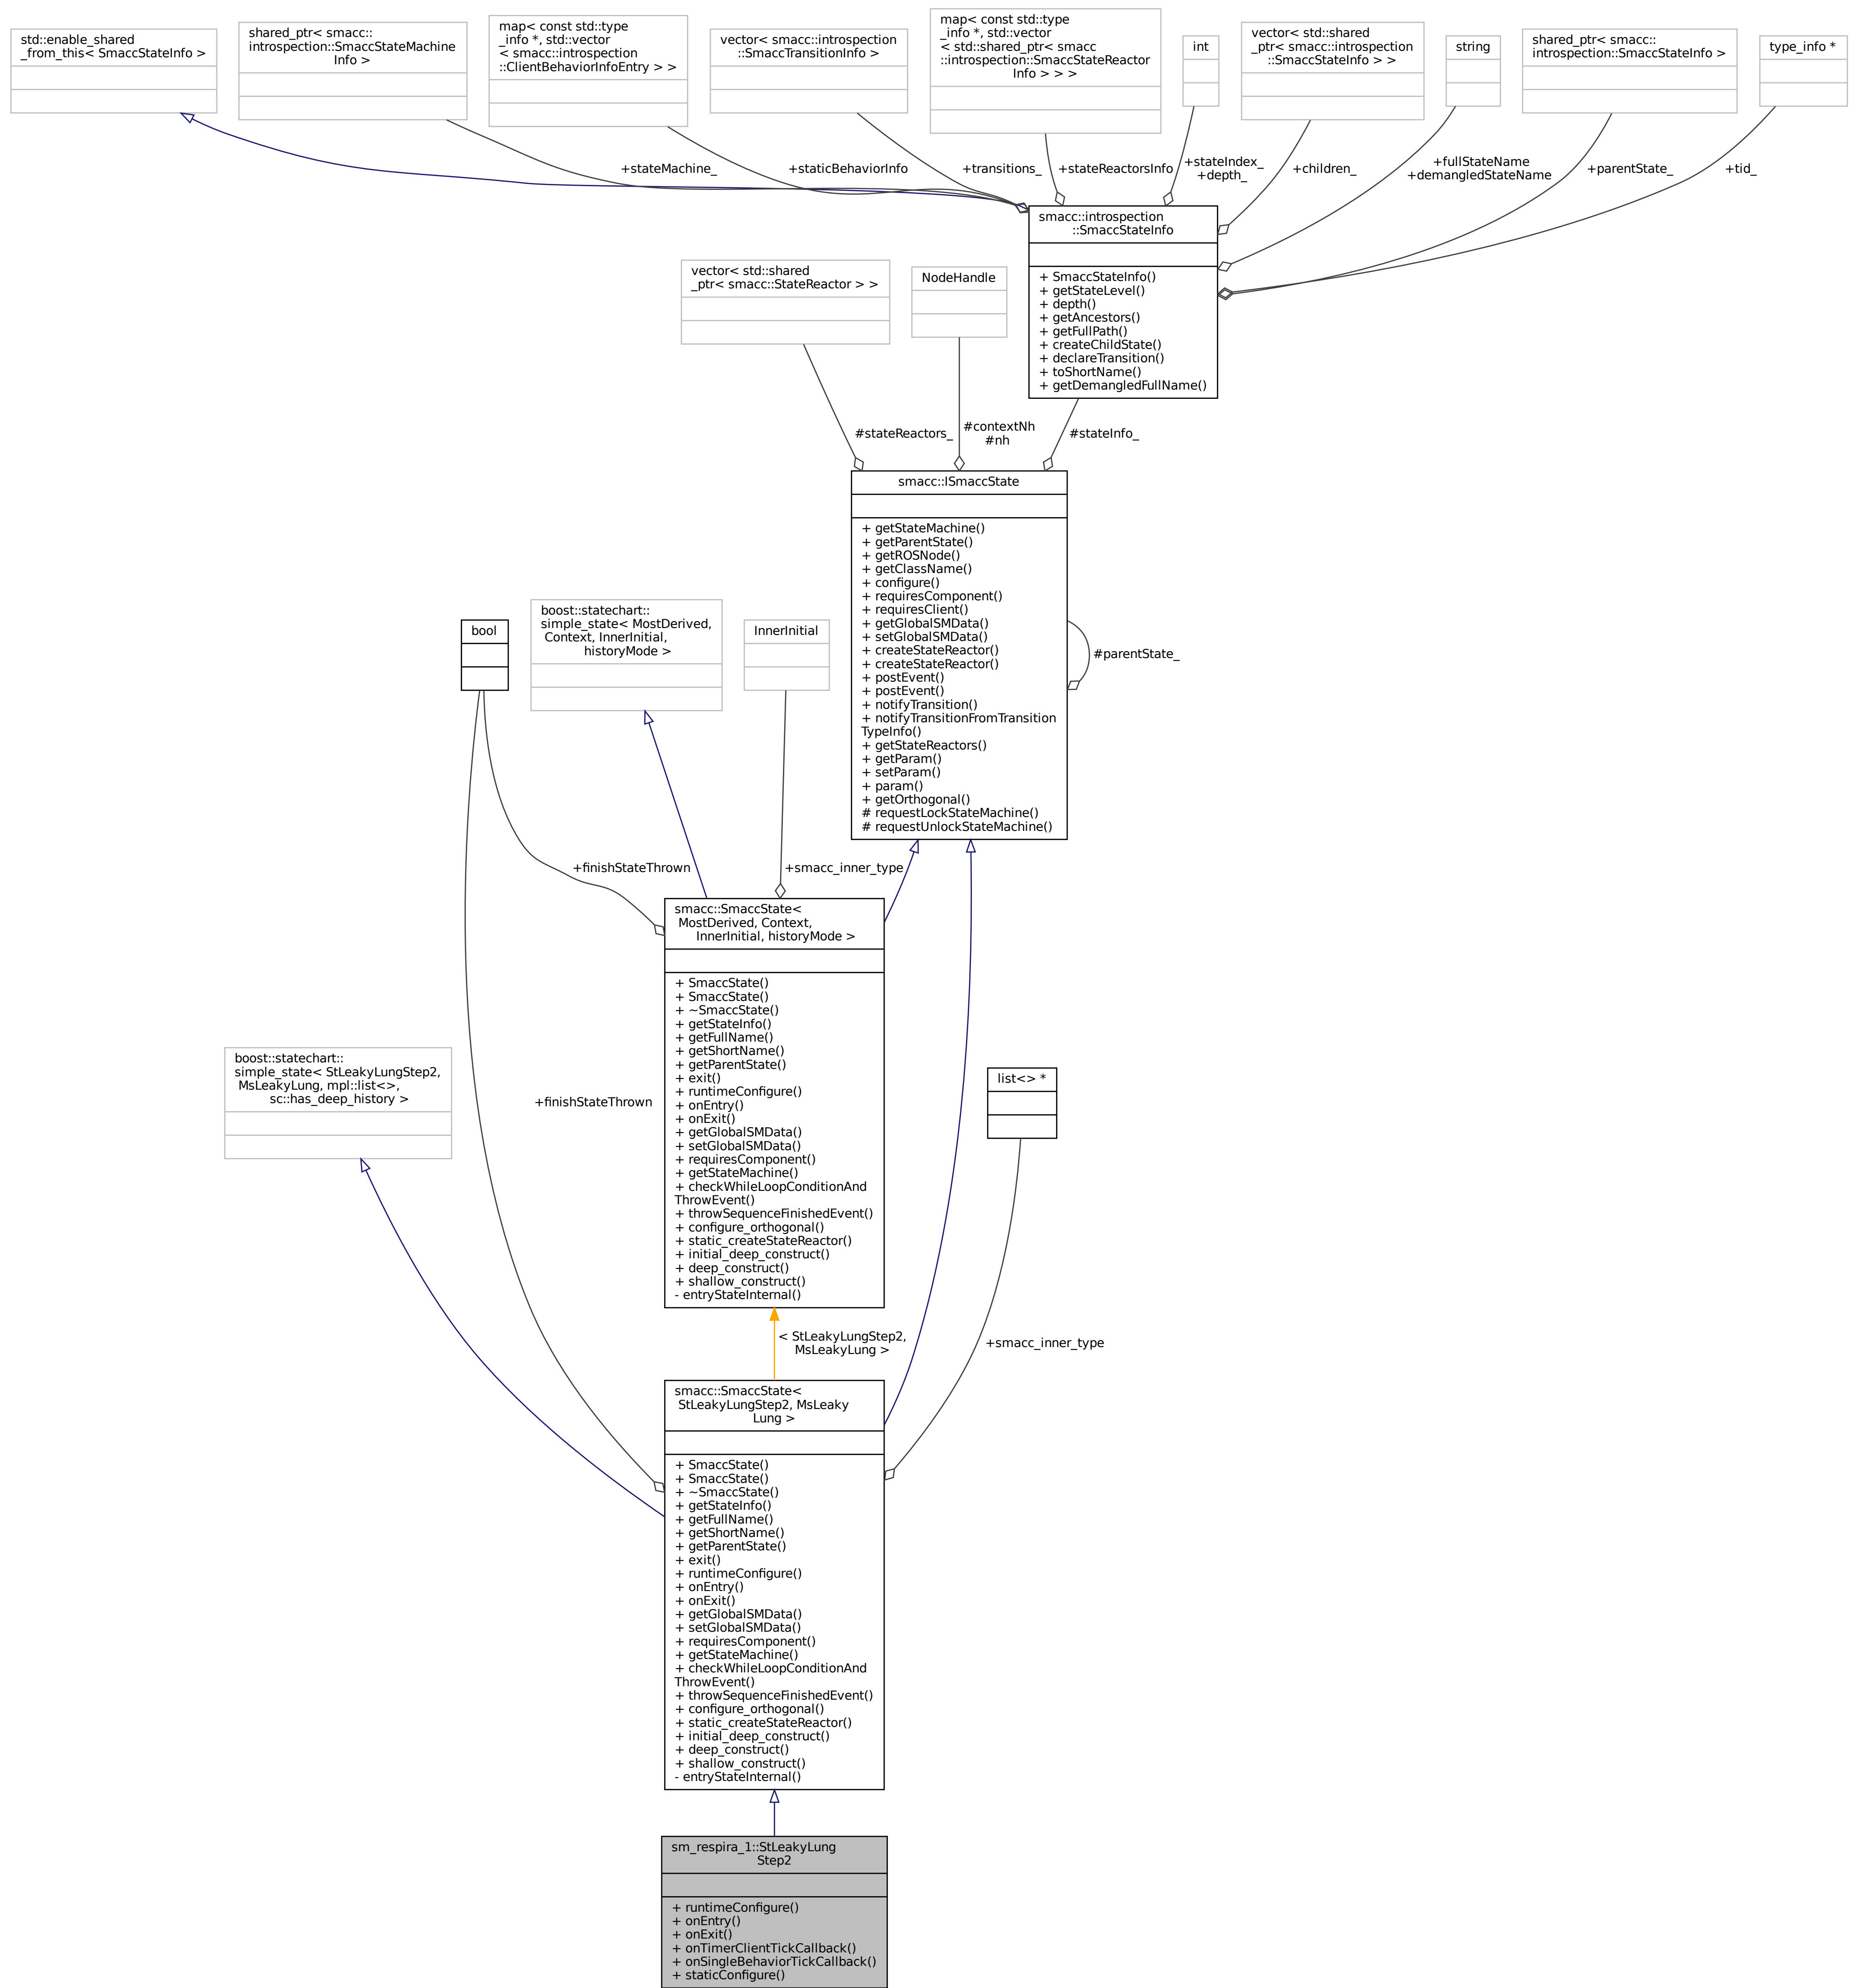 std::enable_shared
_from_this< SmaccStateInfo >
shared_ptr< smacc::
introspection::SmaccStateMachine
Info >
map< const std::type
_info *, std::vector
< smacc::introspection
::ClientBehaviorInfoEntry > >
vector< smacc::introspection
::SmaccTransitionInfo >
map< const std::type
_info *, std::vector
< std::shared_ptr< smacc
::introspection::SmaccStateReactor
Info > > >
int
vector< std::shared
_ptr< smacc::introspection
::SmaccStateInfo > >
string
shared_ptr< smacc::
introspection::SmaccStateInfo >
type_info *
+stateMachine_
+staticBehaviorInfo
+transitions_
+stateReactorsInfo
+stateIndex_
+depth_
+children_
+fullStateName
+demangledStateName
+parentState_
+tid_
smacc::introspection
::SmaccStateInfo
+ SmaccStateInfo()
+ getStateLevel()
+ depth()
+ getAncestors()
+ getFullPath()
+ createChildState()
+ declareTransition()
+ toShortName()
+ getDemangledFullName()
vector< std::shared
_ptr< smacc::StateReactor > >
NodeHandle
#stateReactors_
#contextNh
#nh
#stateInfo_
smacc::ISmaccState
+ getStateMachine()
+ getParentState()
+ getROSNode()
+ getClassName()
+ configure()
+ requiresComponent()
+ requiresClient()
+ getGlobalSMData()
+ setGlobalSMData()
+ createStateReactor()
+ createStateReactor()
+ postEvent()
+ postEvent()
+ notifyTransition()
+ notifyTransitionFromTransition
TypeInfo()
+ getStateReactors()
+ getParam()
+ setParam()
+ param()
+ getOrthogonal()
# requestLockStateMachine()
# requestUnlockStateMachine()
#parentState_
bool
boost::statechart::
simple_state< MostDerived,
Context, InnerInitial,
historyMode >
InnerInitial
+finishStateThrown
+smacc_inner_type
smacc::SmaccState<
MostDerived, Context,
InnerInitial, historyMode >
+ SmaccState()
+ SmaccState()
+ ~SmaccState()
+ getStateInfo()
+ getFullName()
+ getShortName()
+ getParentState()
+ exit()
+ runtimeConfigure()
+ onEntry()
+ onExit()
+ getGlobalSMData()
+ setGlobalSMData()
+ requiresComponent()
+ getStateMachine()
+ checkWhileLoopConditionAnd
ThrowEvent()
+ throwSequenceFinishedEvent()
+ configure_orthogonal()
+ static_createStateReactor()
+ initial_deep_construct()
+ deep_construct()
+ shallow_construct()
- entryStateInternal()
boost::statechart::
simple_state< StLeakyLungStep2,
MsLeakyLung, mpl::list<>,
sc::has_deep_history >
+finishStateThrown
list<> *
< StLeakyLungStep2,
MsLeakyLung >
+smacc_inner_type
smacc::SmaccState<
StLeakyLungStep2, MsLeaky
Lung >
+ SmaccState()
+ SmaccState()
+ ~SmaccState()
+ getStateInfo()
+ getFullName()
+ getShortName()
+ getParentState()
+ exit()
+ runtimeConfigure()
+ onEntry()
+ onExit()
+ getGlobalSMData()
+ setGlobalSMData()
+ requiresComponent()
+ getStateMachine()
+ checkWhileLoopConditionAnd
ThrowEvent()
+ throwSequenceFinishedEvent()
+ configure_orthogonal()
+ static_createStateReactor()
+ initial_deep_construct()
+ deep_construct()
+ shallow_construct()
- entryStateInternal()
sm_respira_1::StLeakyLung
Step2
+ runtimeConfigure()
+ onEntry()
+ onExit()
+ onTimerClientTickCallback()
+ onSingleBehaviorTickCallback()
+ staticConfigure()